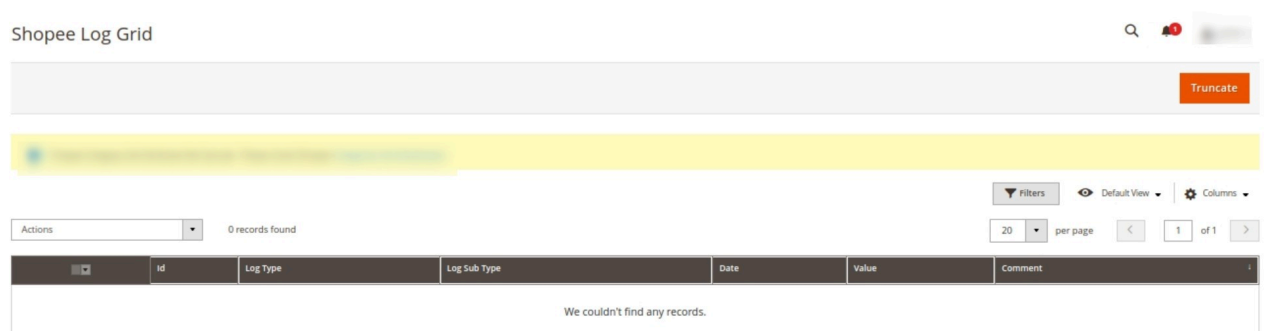 Shopee Log Grid
1
Truncate
Filters
Default View
Columns
Actions
0 records found
20
per page
1
of 1
Id
Log Type
Log Sub Type
Date
Value
Comment
We couldn't find any records.